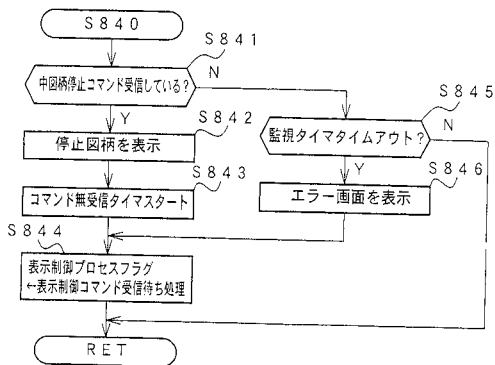 S840
S841
中図柄停止コマンド受信している?
N
Y
S842
停止図柄を表示
S843
コマンド無受信タイマスタート
S845
監視タイマタイムアウト?
N
Y
S846
エラー画面を表示
S844
表示制御プロセスフラグ
←表示制御コマンド受信待ち処理
RET